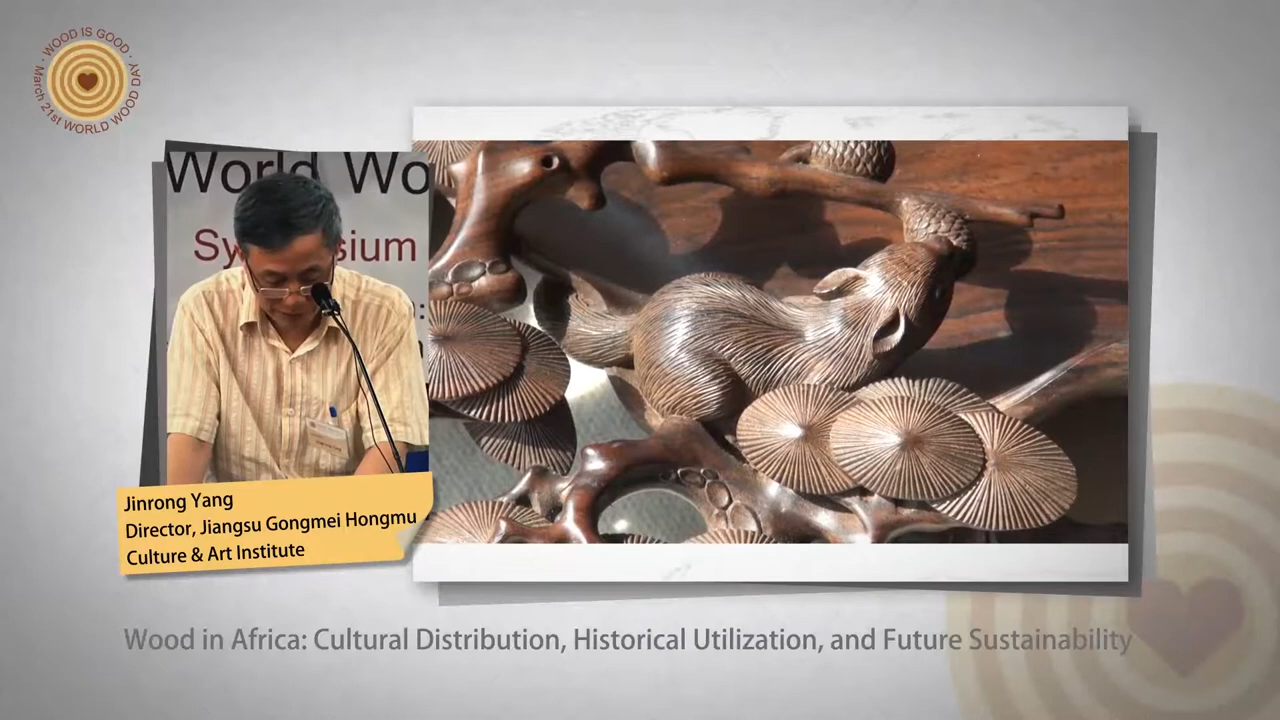 WOOD IS GOOD · DAY
March 21st WORLD WOOD
World Wo
Symposium
Jinrong Yang
Director, Jiangsu Gongmei Hongmu
Culture & Art Institute
Wood in Africa: Cultural Distribution, Historical Utilization, and Future Sustainability